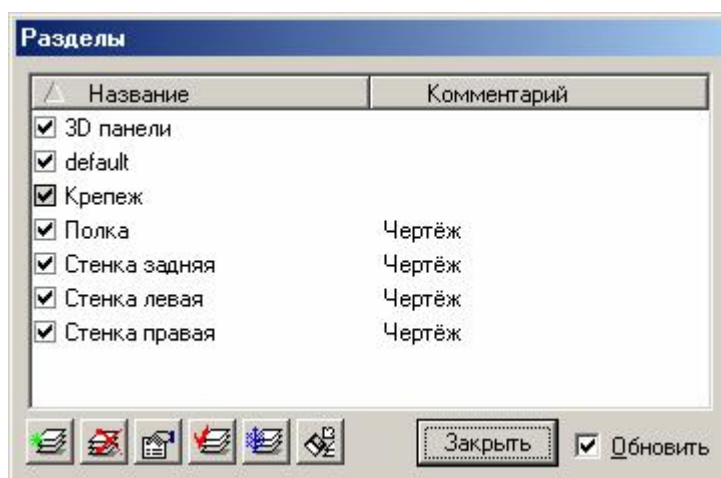 Разделы
Название Комментарий
3D панели
default
Крепеж
Полка Чертёж
Стенка задняя Чертёж
Стенка левая Чертёж
Стенка правая Чертёж
Закрыть Обновить